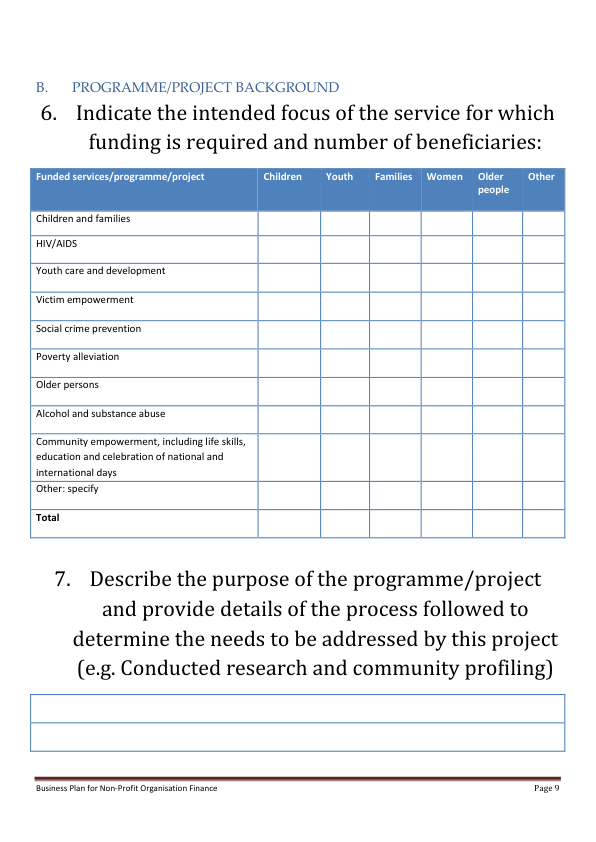 B. PROGRAMME/PROJECT BACKGROUND
6. Indicate the intended focus of the service for which
funding is required and number of beneficiaries:
Funded services/programme/project Children Youth Families Women Older people Other
Children and families
HIV/AIDS
Youth care and development
Victim empowerment
Social crime prevention
Poverty alleviation
Older persons
Alcohol and substance abuse
Community empowerment, including life skills,
education and celebration of national and
international days
Other: specify
Total
7. Describe the purpose of the programme/project
and provide details of the process followed to
determine the needs to be addressed by this project
(e.g. Conducted research and community profiling)
Business Plan for Non-Profit Organisation Finance Page 9